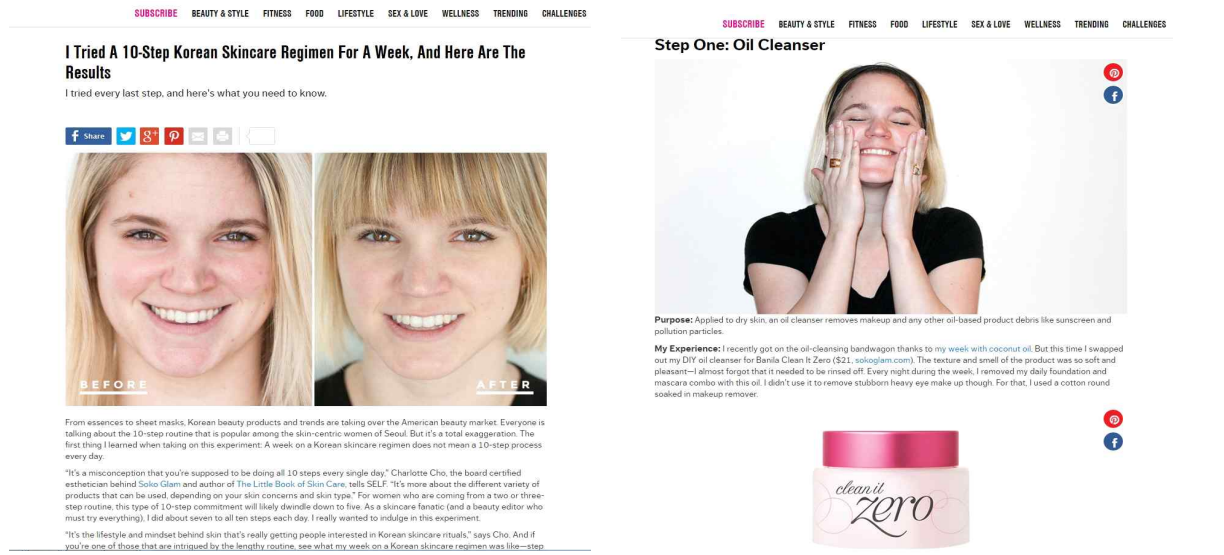 SUBSCRIBE BEAUTY & STYLE FITNESS FOOD LIFESTYLE SEX & LOVE WELLNESS TRENDING CHALLENGES
I Tried A 10-Step Korean Skincare Regimen For A Week, And Here Are The
Results
I tried every last step, and here's what you need to know.
f Share
BEFORE
AFTER
From essences to sheet masks, Korean beauty products and trends are taking over the American beauty market. Everyone is
talking about the 10-step routine that is popular among the skin-centric women of Seoul. But it's a total exaggeration. The
first thing I learned when taking on this experiment: A week on a Korean skincare regimen does not mean a 10-step process
every day.
"It's a misconception that you're supposed to be doing all 10 steps every single day," Charlotte Cho, the board certified
esthetician behind Soko Glam and author of The Little Book of Skin Care, tells SELF. "It's more about the different variety of
products that can be used, depending on your skin concerns and skin type." For women who are coming from a two or three-
step routine, this type of 10-step commitment will likely dwindle down to five. As a skincare fanatic (and a beauty editor who
must try everything), I did about seven to all ten steps each day. I really wanted to indulge in this experiment.
"It's the lifestyle and mindset behind skin that's really getting people interested in Korean skincare rituals," says Cho. And if
you're one of those that are intrigued by the lengthy routine, see what my week on a Korean skincare regimen was like—step
SUBSCRIBE BEAUTY & STYLE FITNESS FOOD LIFESTYLE SEX & LOVE WELLNESS TRENDING CHALLENGES
Step One: Oil Cleanser
Purpose: Applied to dry skin, an oil cleanser removes makeup and any other oil-based product debris like sunscreen and
pollution particles.
My Experience: I recently got on the oil-cleansing bandwagon thanks to my week with coconut oil. But this time I swapped
out my DIY oil cleanser for Banila Clean It Zero ($21, sokoglam.com). The texture and smell of the product was so soft and
pleasant—I almost forgot that it needed to be rinsed off. Every night during the week, I removed my daily foundation and
mascara combo with this oil. I didn't use it to remove stubborn heavy eye make up though. For that, I used a cotton round
soaked in makeup remover.
clean it
zero